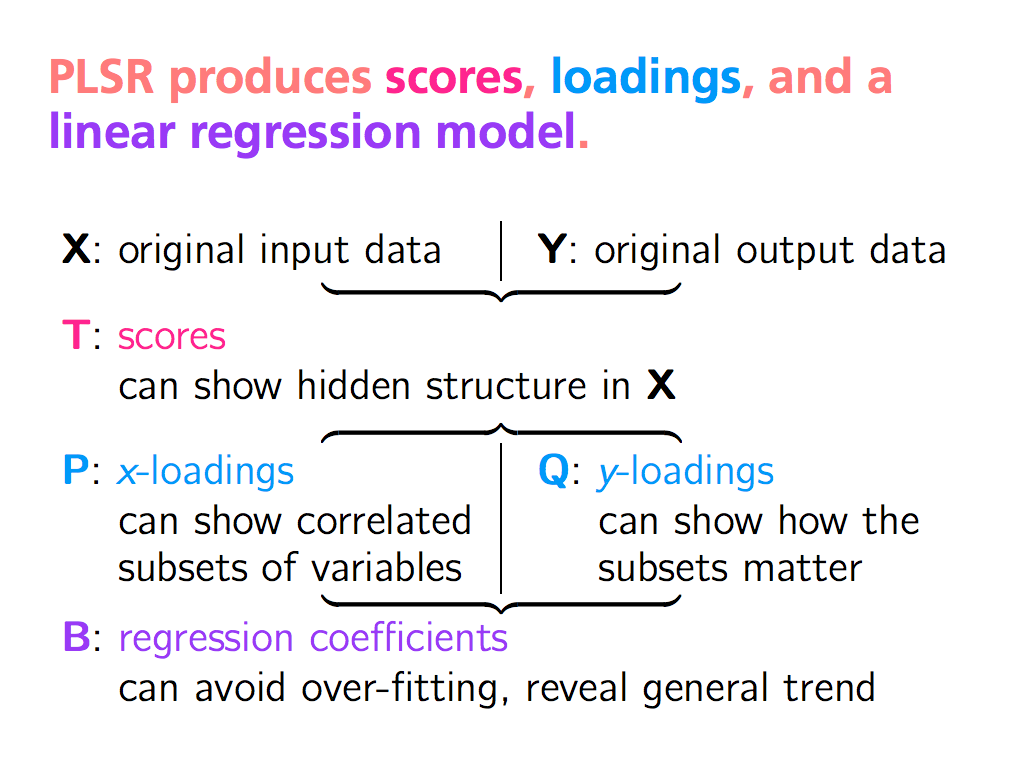 PLSR produces scores, loadings, and a
linear regression model.
X: original input data
Y: original output data
T: scores
can show hidden structure in X
P: x-loadings
can show correlated
subsets of variables
Q: y-loadings
can show how the
subsets matter
B: regression coefficients
can avoid over-fitting, reveal general trend